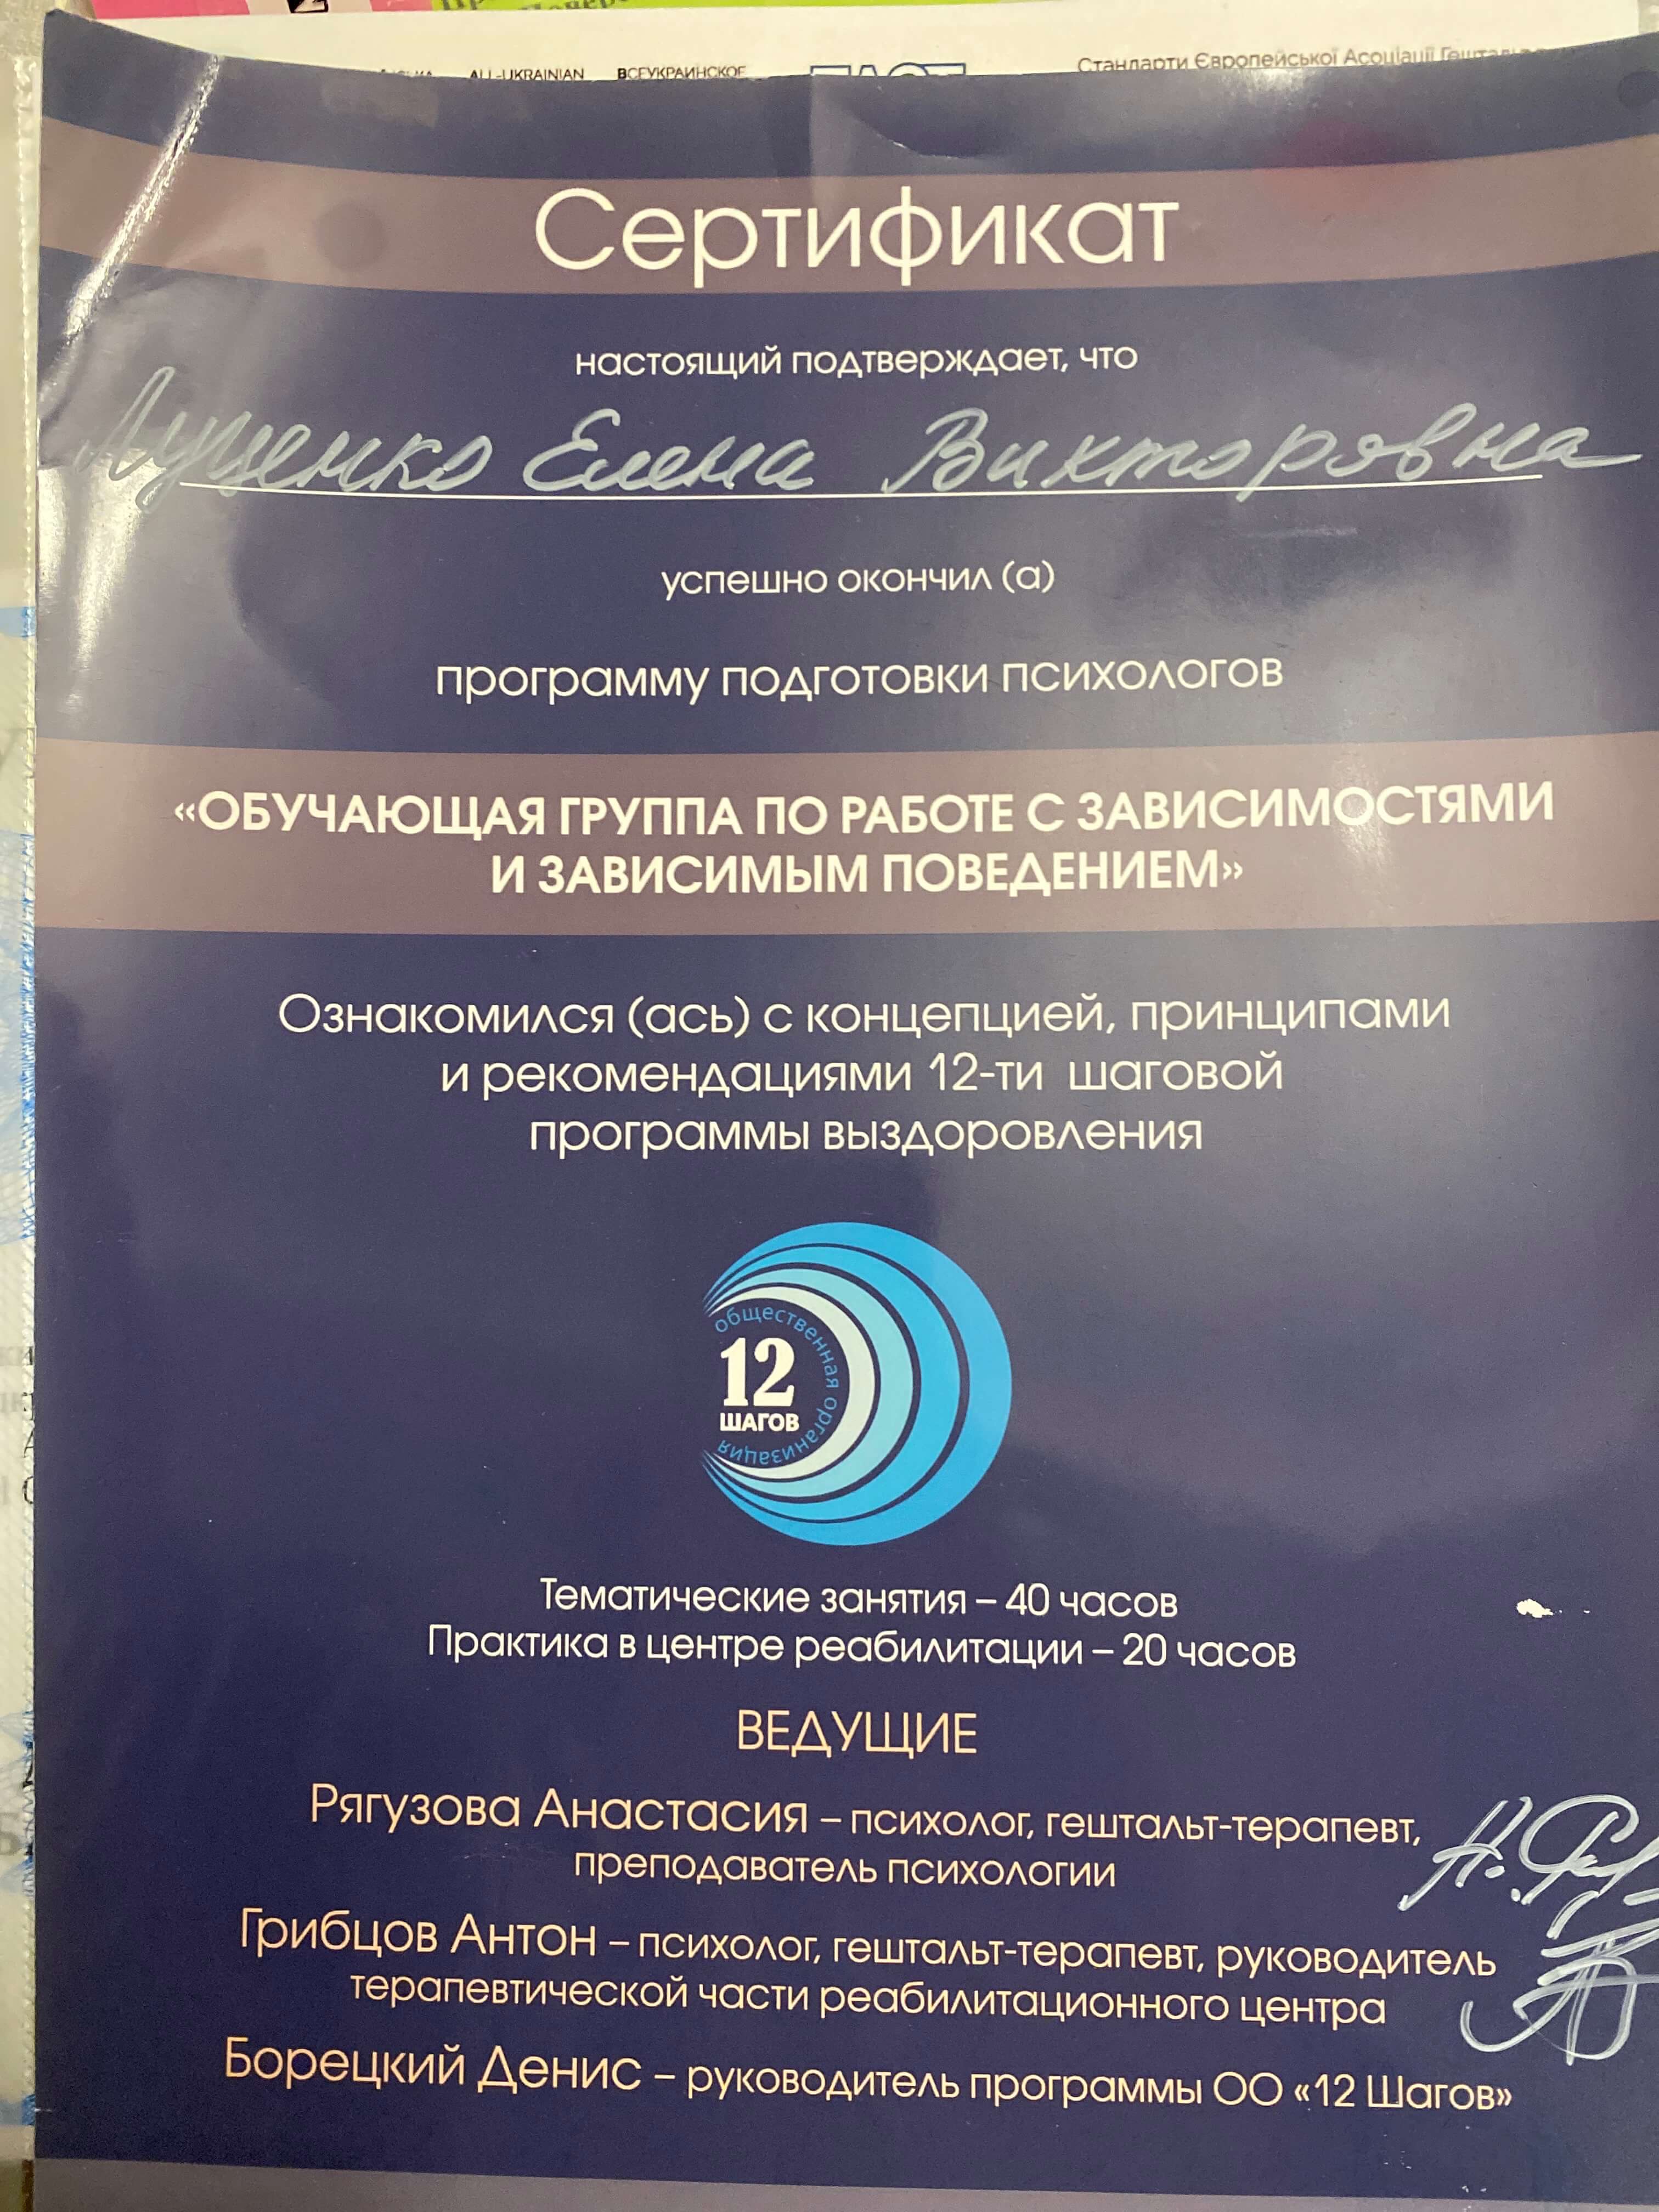 ALL-UKRAINIAN ВСЕУКРАИНСКОЕ
Стандарти Європейської Асоціації
Сертификат
настоящий подтверждает, что
Луценко Елена Викторовна
успешно окончил (а)
программу подготовки психологов
«ОБУЧАЮЩАЯ ГРУППА ПО РАБОТЕ С ЗАВИСИМОСТЯМИ
И ЗАВИСИМЫМ ПОВЕДЕНИЕМ»
Ознакомился (ась) с концепцией, принципами
и рекомендациями 12-ти шаговой
программы выздоровления
общественная организация
12
ШАГОВ
Тематические занятия – 40 часов
Практика в центре реабилитации – 20 часов
ВЕДУЩИЕ
Рягузова Анастасия – психолог, гештальт-терапевт,
преподаватель психологии
Грибцов Антон – психолог, гештальт-терапевт, руководитель
терапевтической части реабилитационного центра
Борецкий Денис – руководитель программы ОО «12 Шагов»